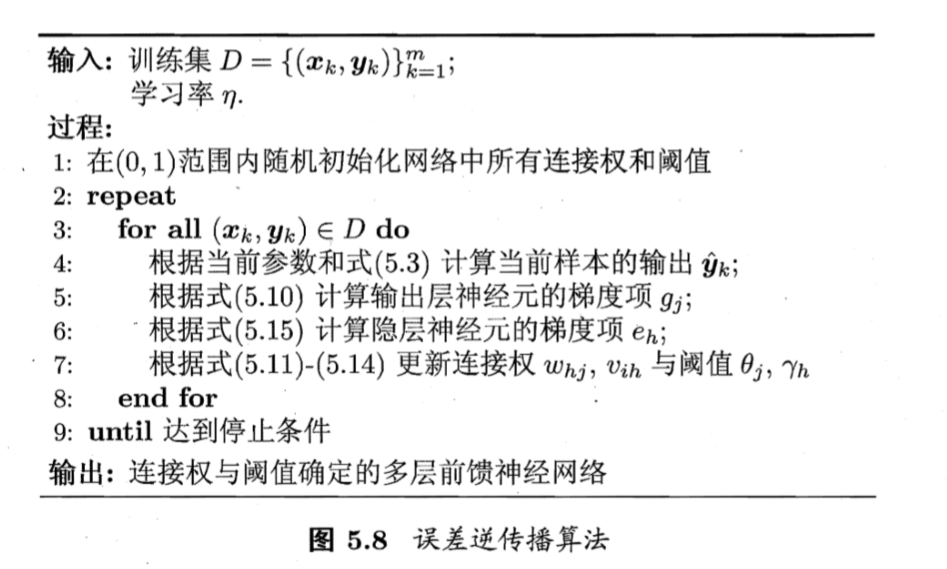 输入: 训练集 D = {(x_k, y_k)}_{k=1}^m;
学习率 η.
过程:
1: 在(0, 1)范围内随机初始化网络中所有连接权和阈值
2: repeat
3: for all (x_k, y_k) ∈ D do
4: 根据当前参数和式(5.3) 计算当前样本的输出 ŷ_k;
5: 根据式(5.10) 计算输出层神经元的梯度项 g_j;
6: 根据式(5.15) 计算隐层神经元的梯度项 e_h;
7: 根据式(5.11)-(5.14) 更新连接权 w_{hj}, v_{ih} 与阈值 θ_j, γ_h
8: end for
9: until 达到停止条件
输出: 连接权与阈值确定的多层前馈神经网络
图 5.8 误差逆传播算法